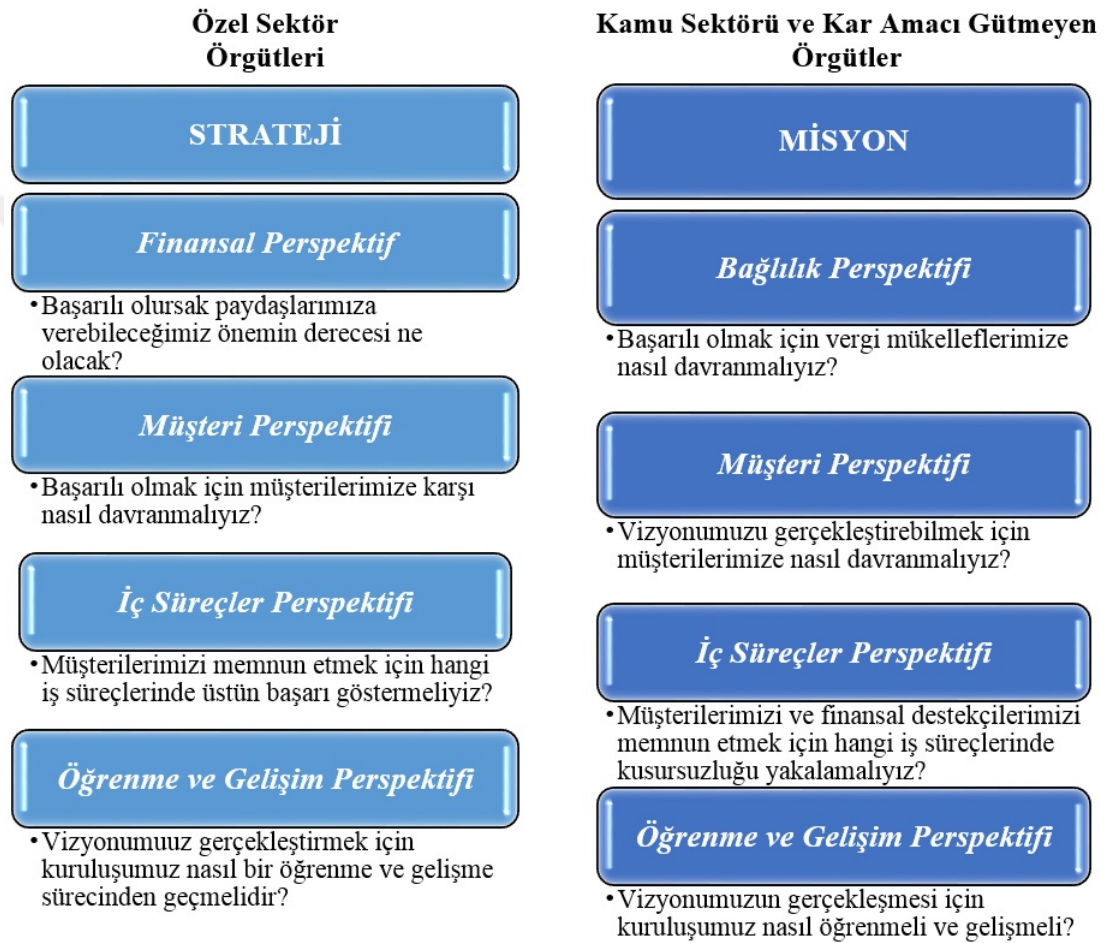 Özel Sektör
Örgütleri
STRATEJİ
Finansal Perspektif
•Başarılı olursak paydaşlarımıza
verebileceğimiz önemin derecesi ne
olacak?
Müşteri Perspektifi
•Başarılı olmak için müşterilerimize karşı
nasıl davranmalıyız?
İç Süreçler Perspektifi
•Müşterilerimizi memnun etmek için hangi
iş süreçlerinde üstün başarı göstermeliyiz?
Öğrenme ve Gelişim Perspektifi
•Vizyonumuuz gerçekleştirmek için
kuruluşumuz nasıl bir öğrenme ve gelişme
sürecinden geçmelidir?
Kamu Sektörü ve Kar Amacı Gütmeyen
Örgütler
MİSYON
Bağlılık Perspektifi
•Başarılı olmak için vergi mükelleflerimize
nasıl davranmalıyız?
Müşteri Perspektifi
•Vizyonumuzu gerçekleştirebilmek için
müşterilerimize nasıl davranmalıyız?
İç Süreçler Perspektifi
•Müşterilerimizi ve finansal destekçilerimizi
memnun etmek için hangi iş süreçlerinde
kusursuzluğu yakalamalıyız?
Öğrenme ve Gelişim Perspektifi
•Vizyonumuzun gerçekleşmesi için
kuruluşumuz nasıl öğrenmeli ve gelişmeli?